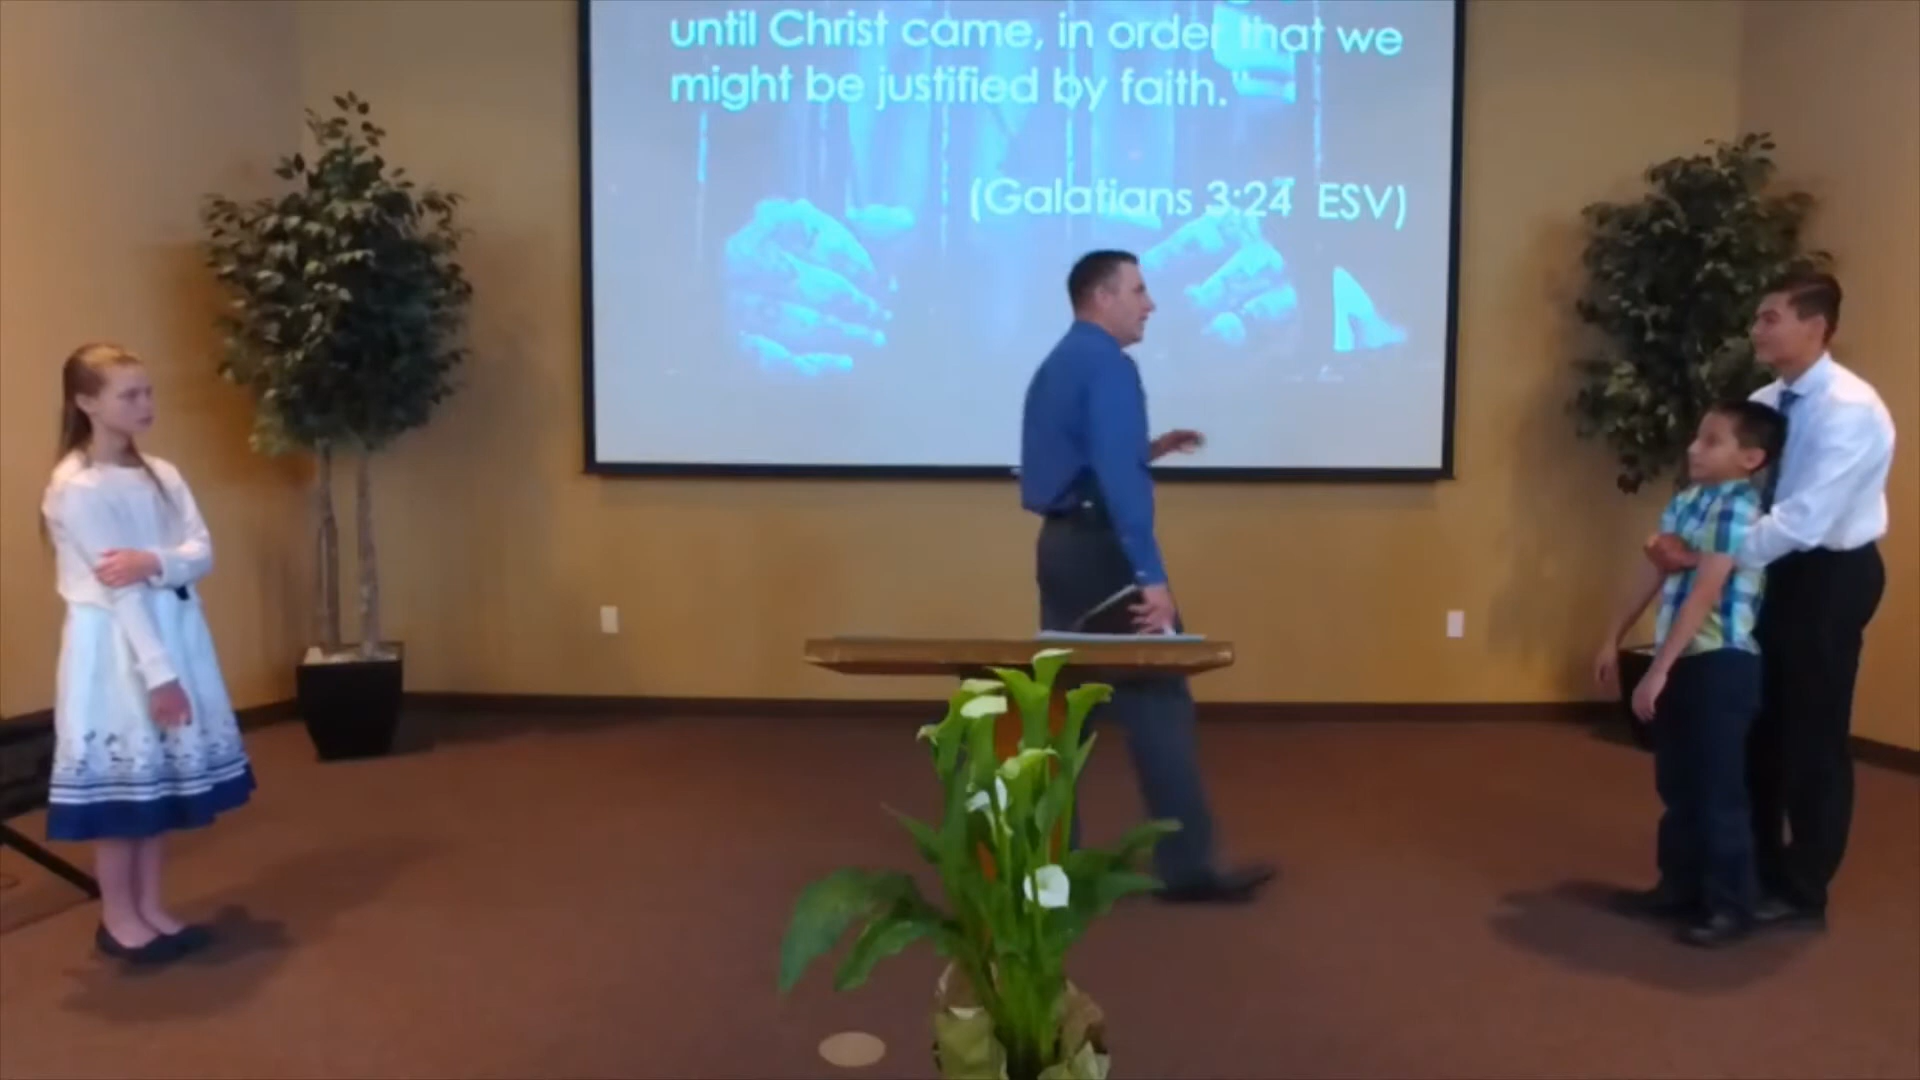 until Christ came, in order that we
might be justified by faith."
(Galatians 3:24 ESV)